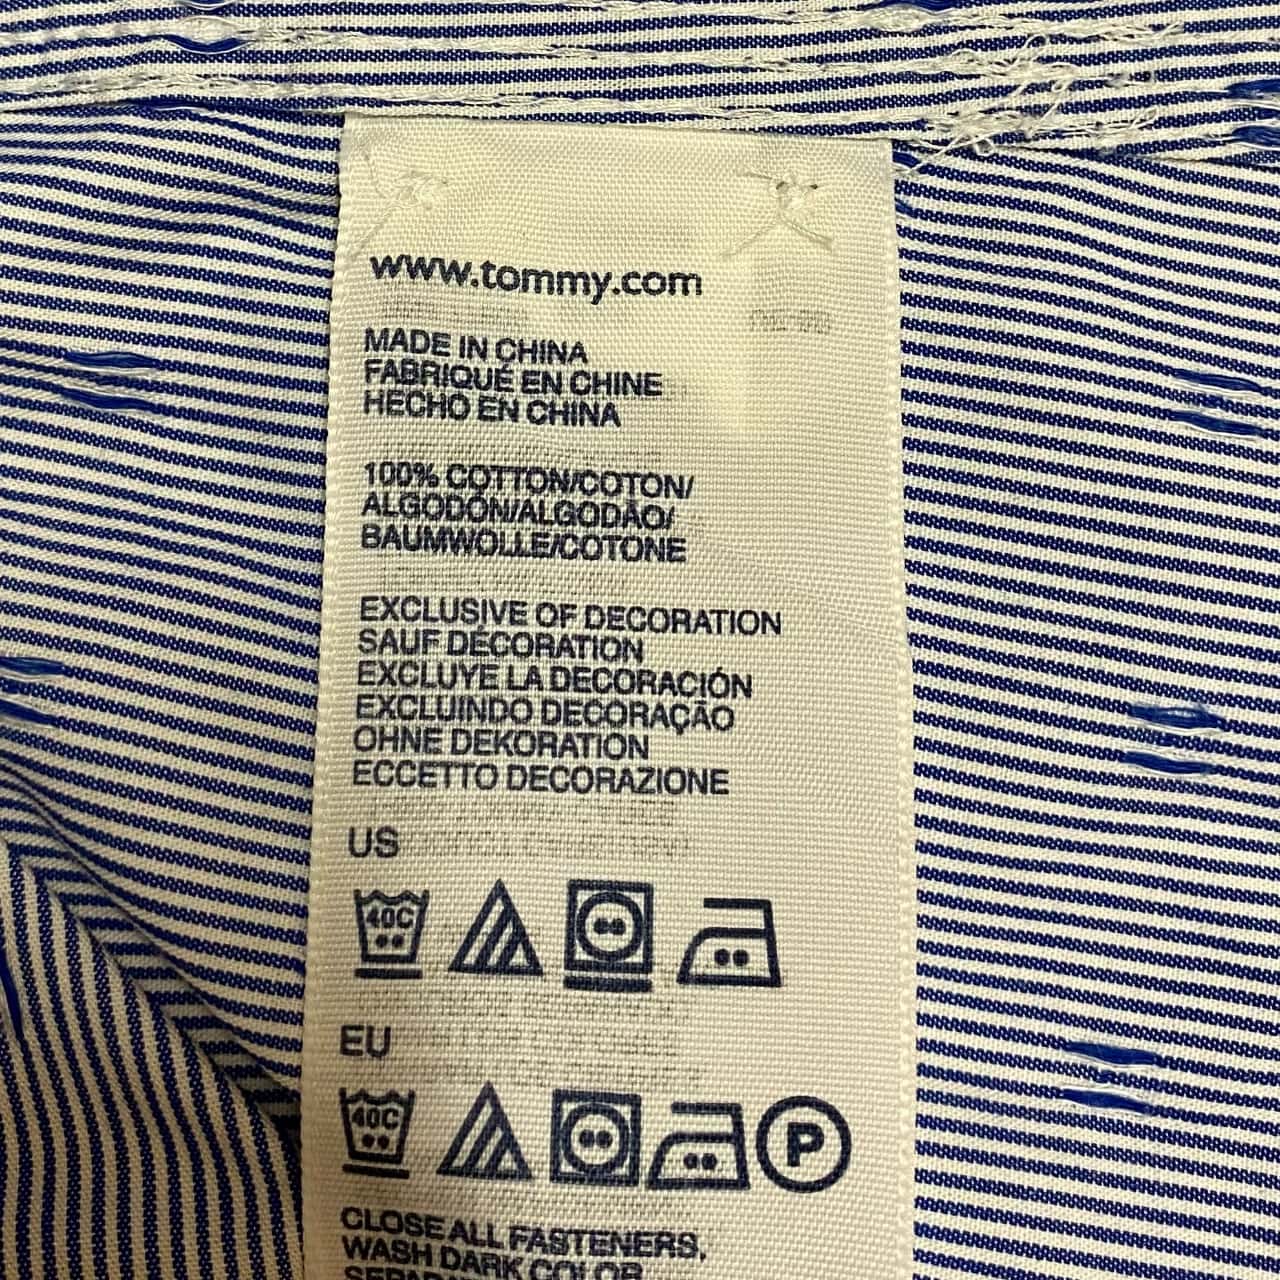 www.tommy.com
MADE IN CHINA
FABRIQUÉ EN CHINE
HECHO EN CHINA
100% COTTON/COTON/
ALGODÓN/ALGODÃO/
BAUMWOLLE/COTONE
EXCLUSIVE OF DECORATION
SAUF DÉCORATION
EXCLUYE LA DECORACIÓN
EXCLUINDO DECORAÇÃO
OHNE DEKORATION
ECCETTO DECORAZIONE
US
40C
EU
40C P
CLOSE ALL FASTENERS,
WASH DARK COLOR